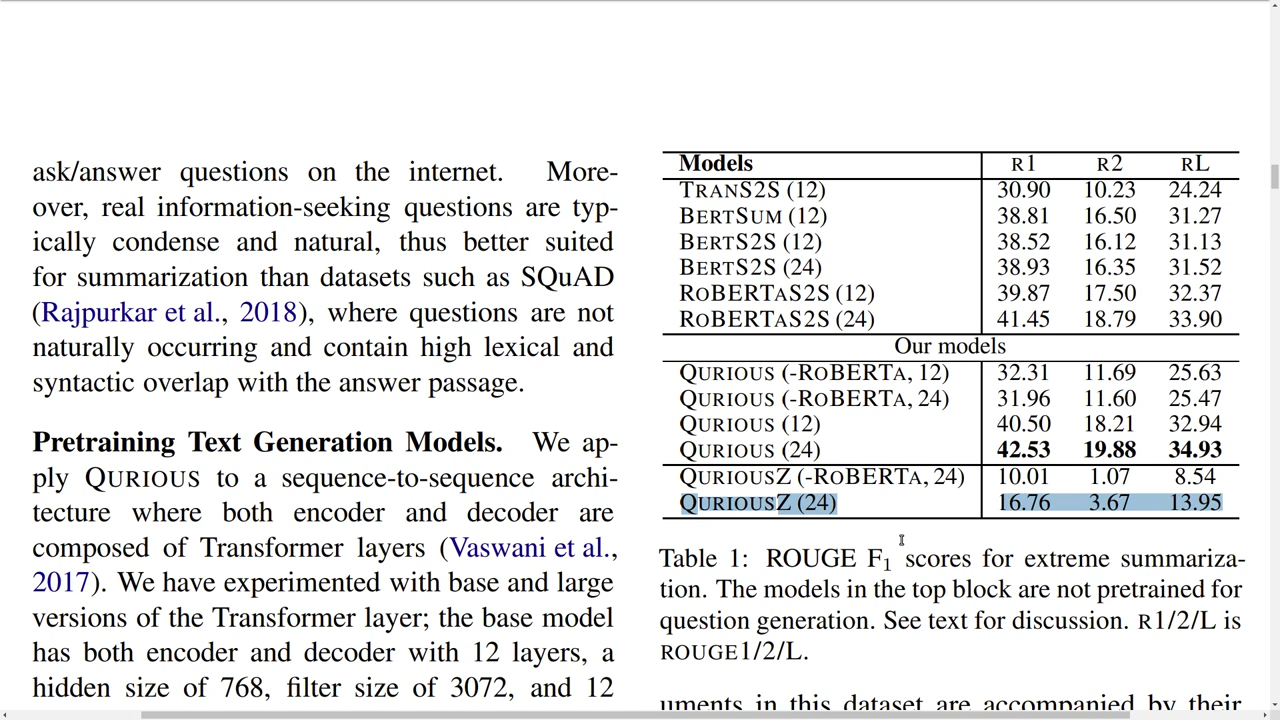 ask/answer questions on the internet. More-
over, real information-seeking questions are typ-
ically condense and natural, thus better suited
for summarization than datasets such as SQuAD
(Rajpurkar et al., 2018), where questions are not
naturally occurring and contain high lexical and
syntactic overlap with the answer passage.
Pretraining Text Generation Models. We ap-
ply QURIOUS to a sequence-to-sequence archi-
tecture where both encoder and decoder are
composed of Transformer layers (Vaswani et al.,
2017). We have experimented with base and large
versions of the Transformer layer; the base model
has both encoder and decoder with 12 layers, a
hidden size of 768, filter size of 3072, and 12
Models R1 R2 RL
TRANS2S (12) 30.90 10.23 24.24
BERTSUM (12) 38.81 16.50 31.27
BERTS2S (12) 38.52 16.12 31.13
BERTS2S (24) 38.93 16.35 31.52
ROBERTAS2S (12) 39.87 17.50 32.37
ROBERTAS2S (24) 41.45 18.79 33.90
Our models
QURIOUS (-ROBERTA, 12) 32.31 11.69 25.63
QURIOUS (-ROBERTA, 24) 31.96 11.60 25.47
QURIOUS (12) 40.50 18.21 32.94
QURIOUS (24) 42.53 19.88 34.93
QURIOUSZ (-ROBERTA, 24) 10.01 1.07 8.54
QURIOUSZ (24) 16.76 3.67 13.95
Table 1: ROUGE F1 scores for extreme summariza-
tion. The models in the top block are not pretrained for
question generation. See text for discussion. R1/2/L is
ROUGE1/2/L.
uments in this dataset are accompanied by their